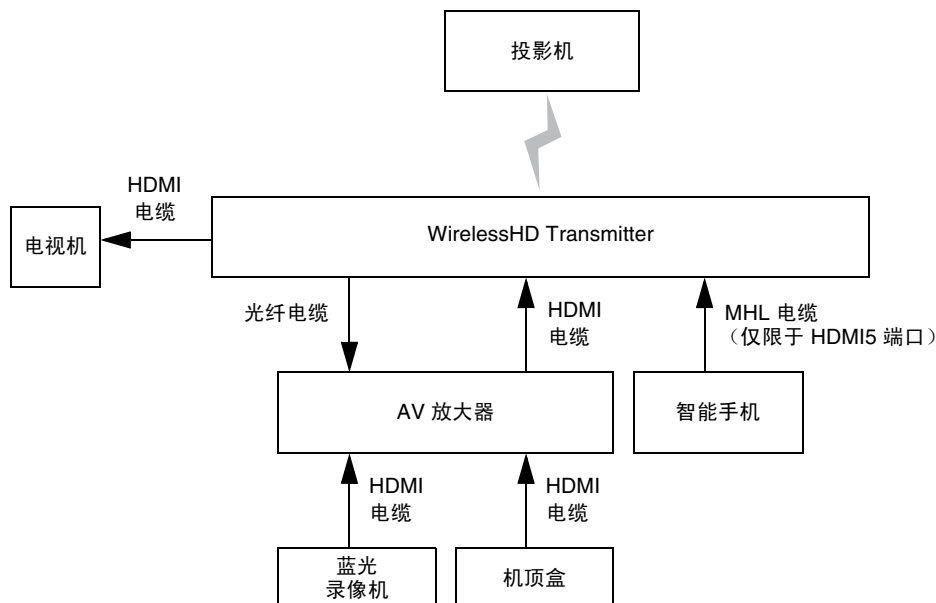 投影机
HDMI
电缆
电视机
WirelessHD Transmitter
光纤电缆
HDMI
电缆
MHL 电缆
（仅限于 HDMI5 端口）
AV 放大器
智能手机
HDMI
电缆
HDMI
电缆
蓝光
录像机
机顶盒